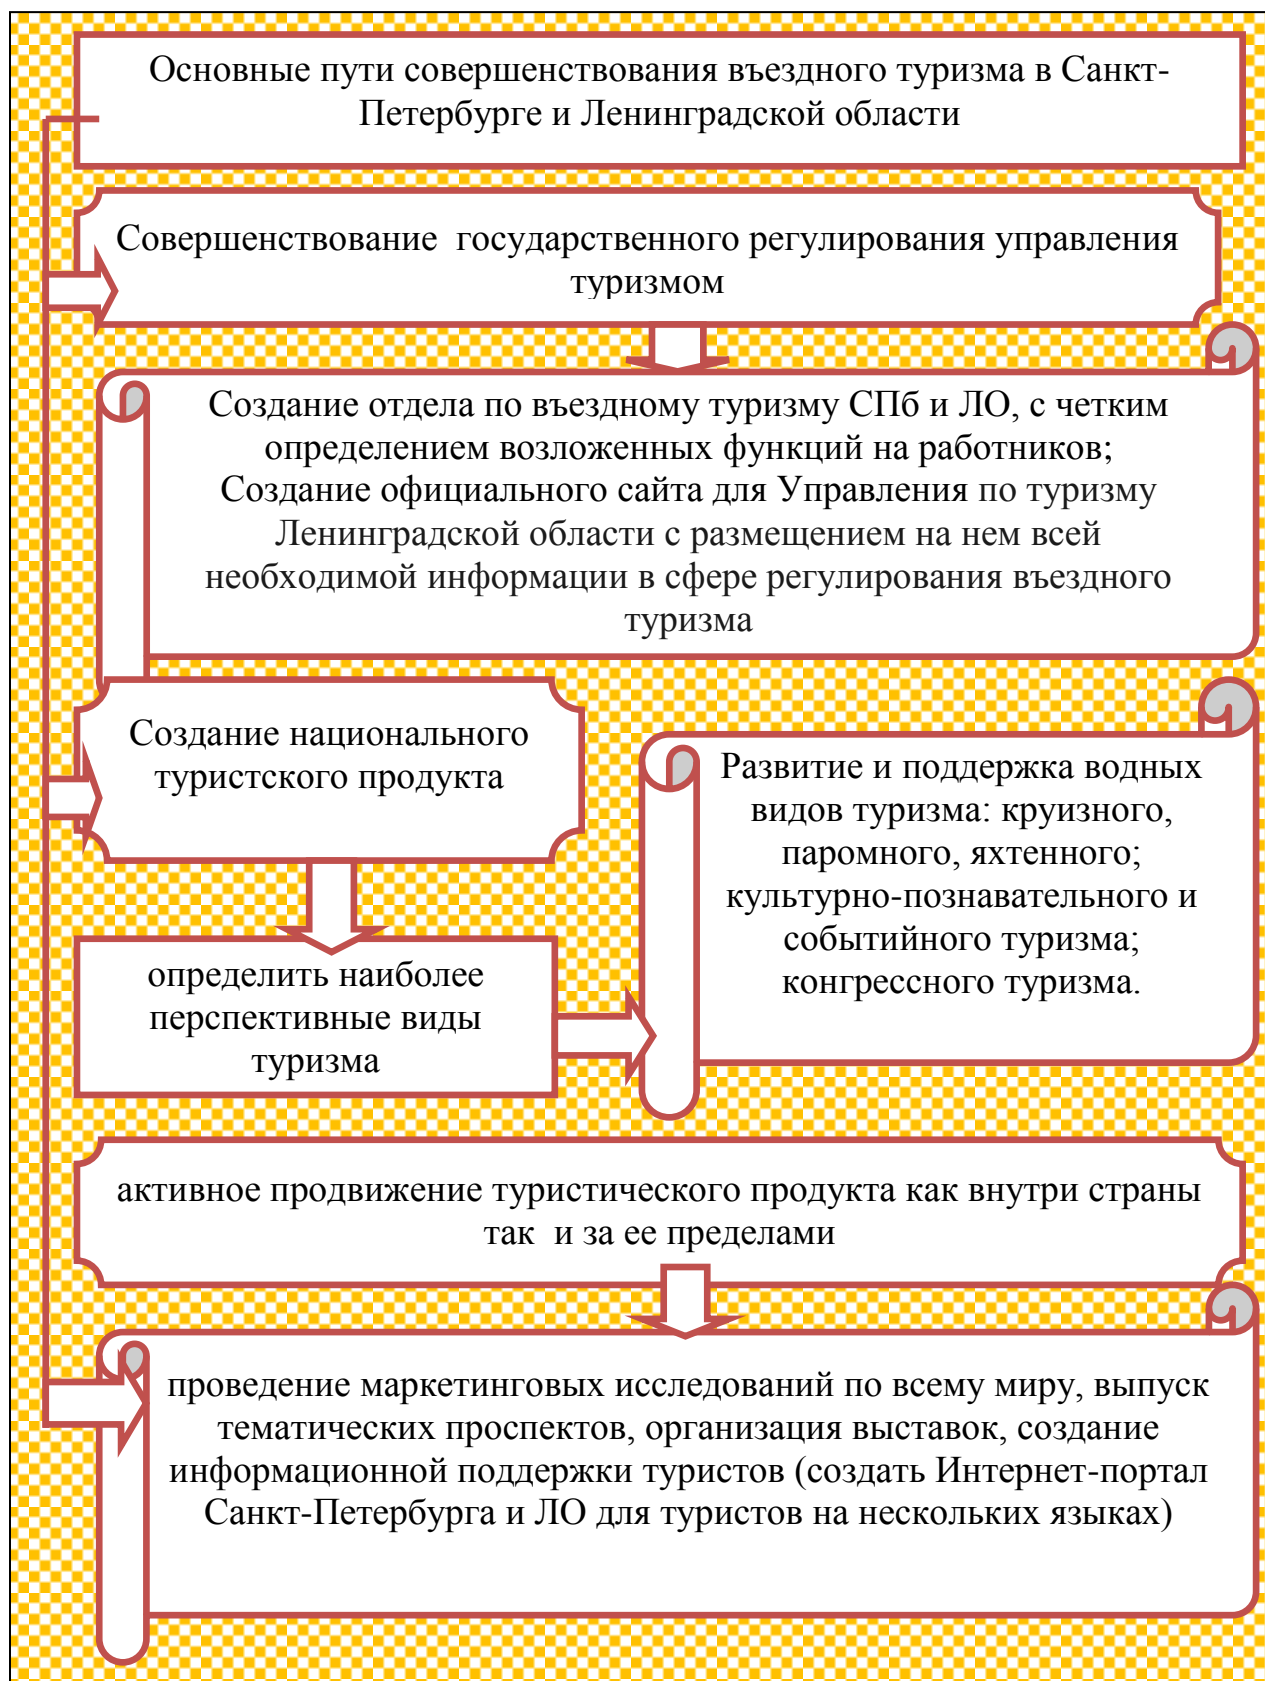 Основные пути совершенствования въездного туризма в Санкт-
Петербурге и Ленинградской области
Совершенствование  государственного регулирования управления
туризмом
Создание отдела по въездному туризму СПб и ЛО, с четким
определением возложенных функций на работников;
Создание официального сайта для Управления по туризму
Ленинградской области с размещением на нем всей
необходимой информации в сфере регулирования въездного
туризма
Создание национального
туристского продукта
Развитие и поддержка водных
видов туризма: круизного,
паромного, яхтенного;
культурно-познавательного и
событийного туризма;
конгрессного туризма.
определить наиболее
перспективные виды
туризма
активное продвижение туристического продукта как внутри страны
так  и за ее пределами
проведение маркетинговых исследований по всему миру, выпуск
тематических проспектов, организация выставок, создание
информационной поддержки туристов (создать Интернет-портал
Санкт-Петербурга и ЛО для туристов на нескольких языках)